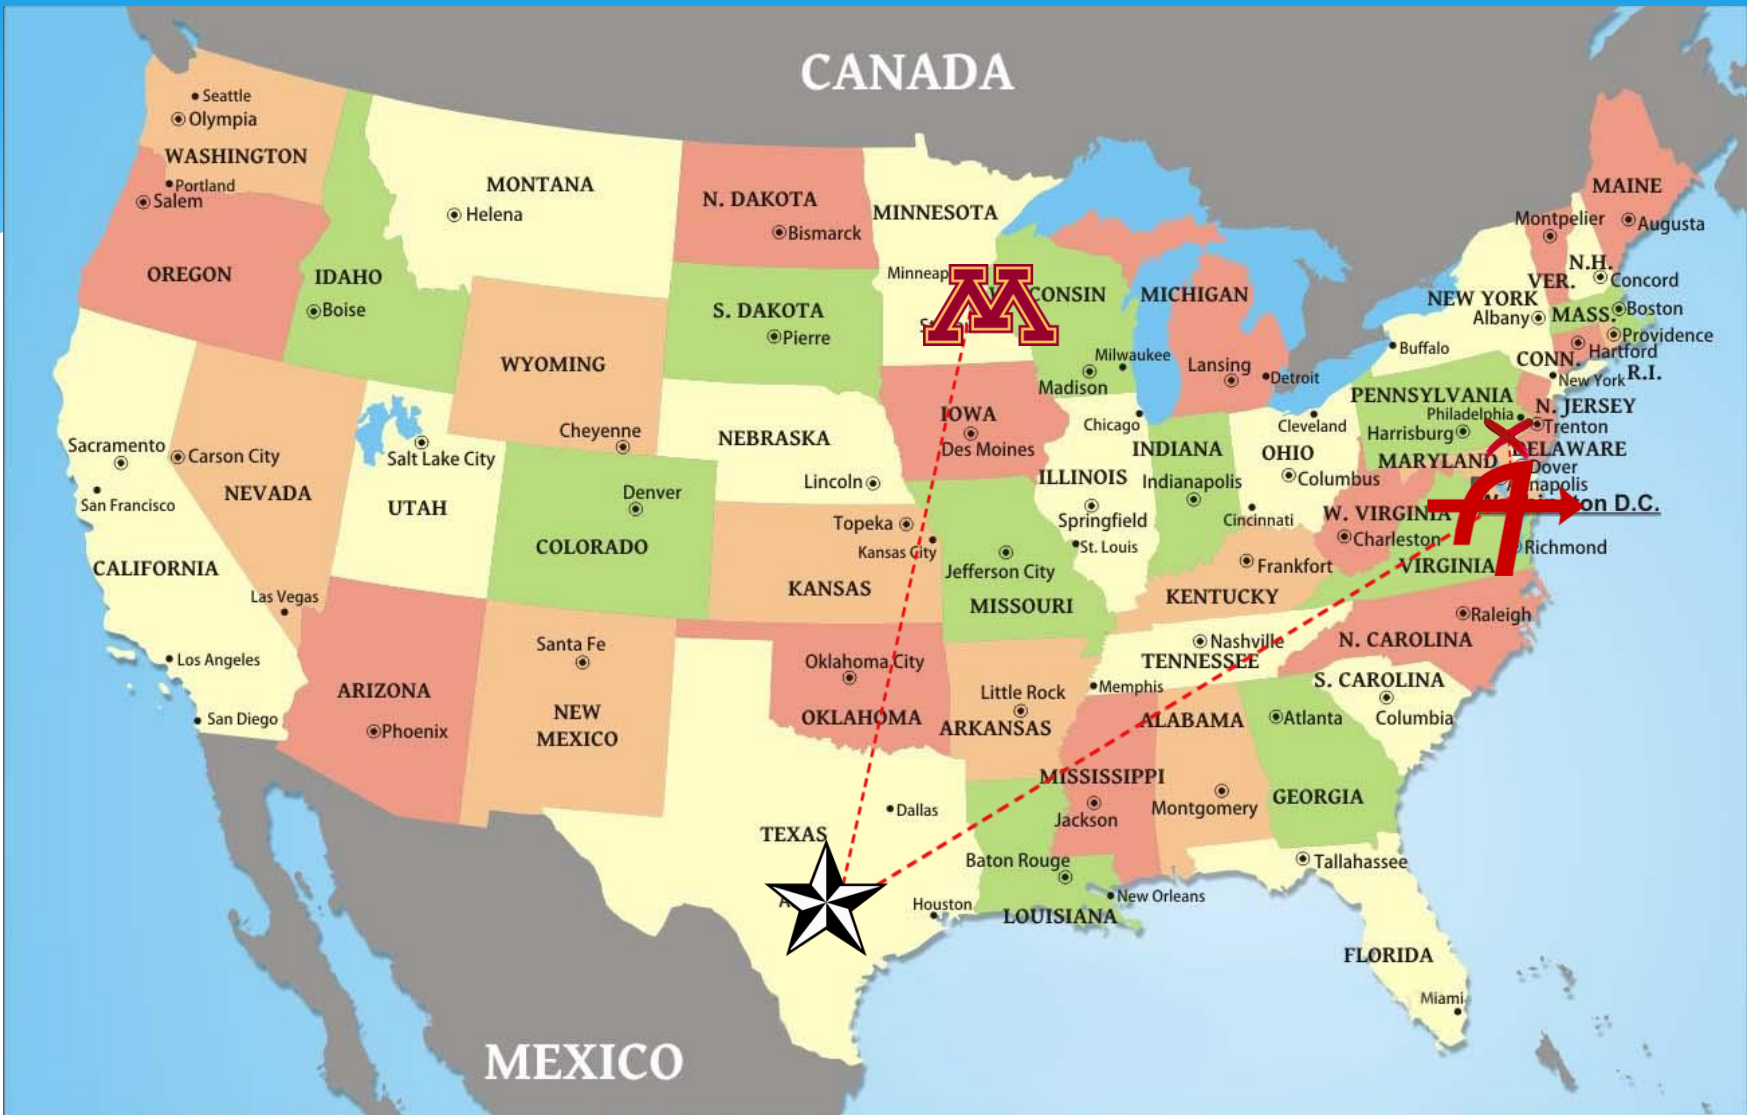 CANADA
Seattle
Olympia
WASHINGTON
Portland
Salem
OREGON
IDAHO
Boise
MONTANA
Helena
N. DAKOTA
Bismarck
MINNESOTA
S. DAKOTA
Pierre
WYOMING
Cheyenne
NEBRASKA
Lincoln
IOWA
Des Moines
MICHIGAN
Lansing
Detroit
Milwaukee
Madison
Chicago
ILLINOIS
Springfield
INDIANA
Indianapolis
OHIO
Cleveland
Columbus
Cincinnati
MAINE
Augusta
Montpelier
VER.
N.H.
Concord
NEW YORK
Albany
MASS.
Boston
Providence
Buffalo
CONN.
Hartford
New York
R.I.
PENNSYLVANIA
Philadelphia
Harrisburg
N. JERSEY
Trenton
MARYLAND
DELAWARE
Dover
W. VIRGINIA
Charleston
VIRGINIA
Richmond
Sacramento
San Francisco
Carson City
NEVADA
Salt Lake City
UTAH
CALIFORNIA
Las Vegas
Los Angeles
San Diego
Denver
COLORADO
Topeka
Kansas City
KANSAS
St. Louis
Jefferson City
MISSOURI
Frankfort
KENTUCKY
Nashville
TENNESSEE
Memphis
Raleigh
N. CAROLINA
S. CAROLINA
Columbia
ARIZONA
Phoenix
Santa Fe
NEW
MEXICO
Oklahoma City
OKLAHOMA
Little Rock
ARKANSAS
ALABAMA
Montgomery
Atlanta
GEORGIA
MISSISSIPPI
Jackson
Dallas
TEXAS
Houston
Baton Rouge
New Orleans
LOUISIANA
Tallahassee
FLORIDA
Miami
MEXICO